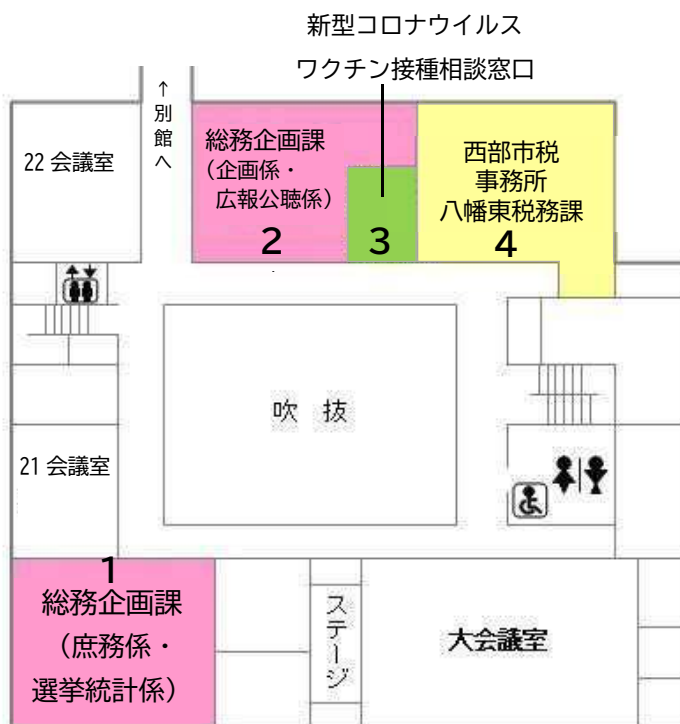 新型コロナウイルス
ワクチン接種相談窓口
↑別館へ
22 会議室
総務企画課
（企画係・
広報公聴係）
2
3
西部市税
事務所
八幡東税務課
4
吹 抜
21 会議室
1
総務企画課
（庶務係・
選挙統計係）
ステージ
大会議室